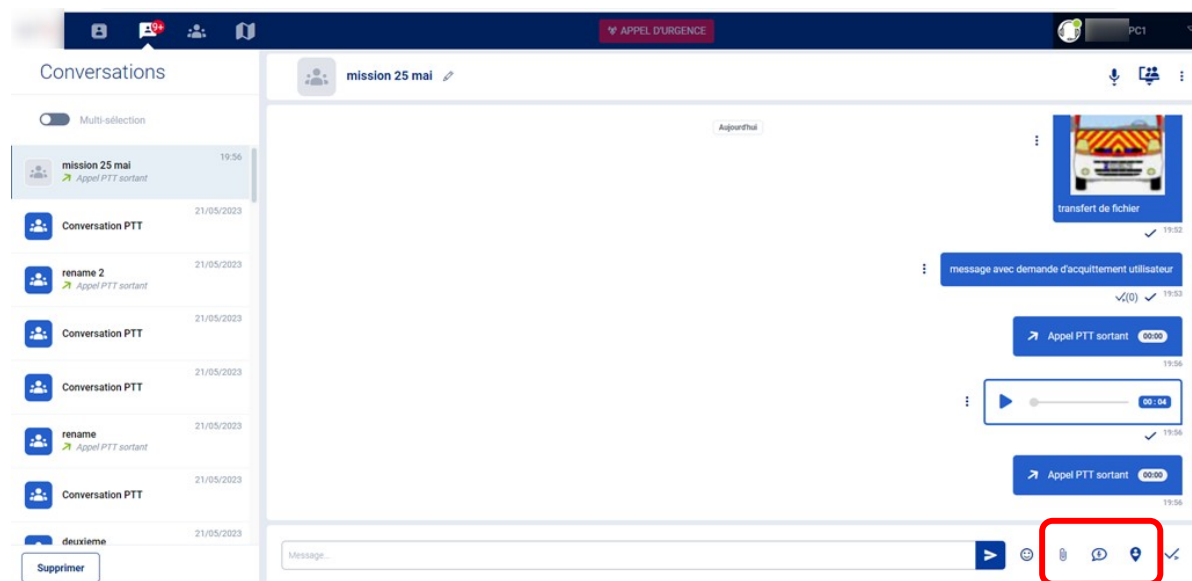 9+
APPEL D'URGENCE
PC1
Conversations
Multi-sélection
mission 25 mai
19:56
Appel PTT sortant
Conversation PTT
21/05/2023
rename 2
21/05/2023
Appel PTT sortant
Conversation PTT
21/05/2023
Conversation PTT
21/05/2023
rename
21/05/2023
Appel PTT sortant
Conversation PTT
21/05/2023
deuxieme
21/05/2023
Supprimer
mission 25 mai
Aujourd'hui
transfert de fichier
19:52
message avec demande d'acquittement utilisateur
(0)
19:53
Appel PTT sortant 00:00
19:56
00:04
19:56
Appel PTT sortant 00:00
19:56
Message...